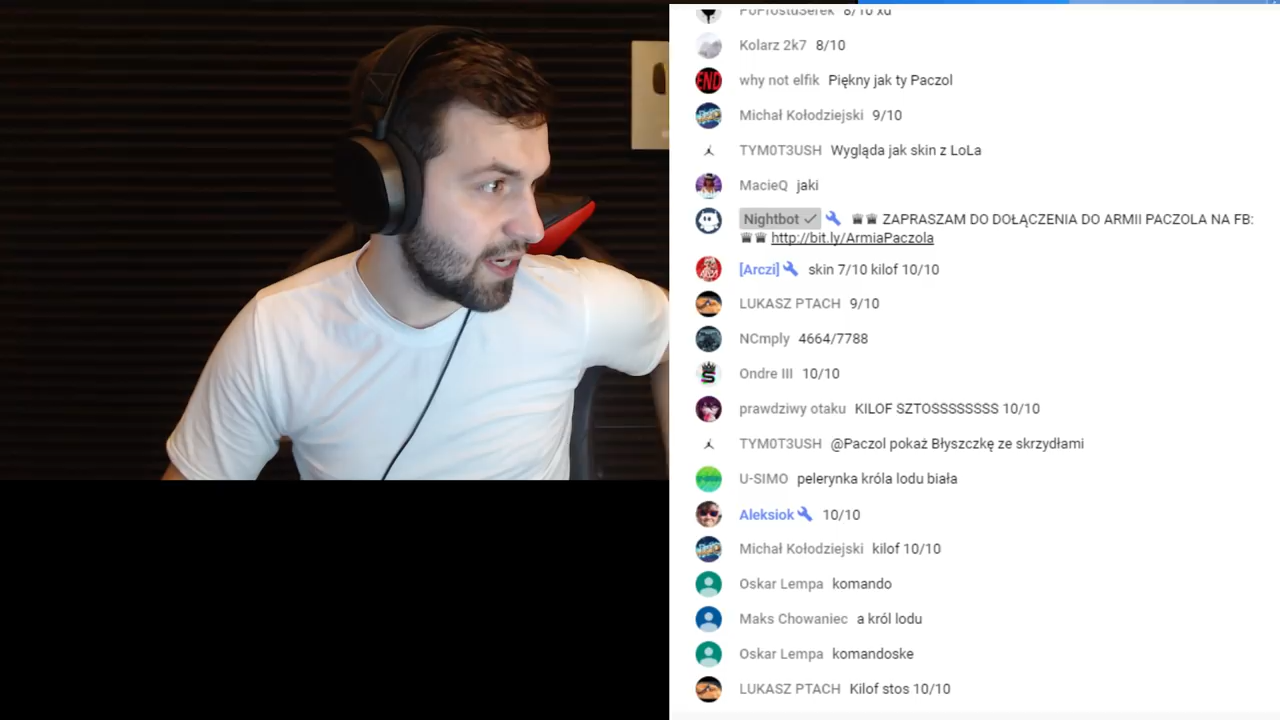 8/10 xd
Kolarz 2k7 8/10
END
why not elfik Piękny jak ty Paczol
Michał Kołodziejski 9/10
TYM0T3USH Wygląda jak skin z LoLa
MacieQ jaki
Nightbot ✓ ♛♛ ZAPRASZAM DO DOŁĄCZENIA DO ARMII PACZOLA NA FB:
♛♛ http://bit.ly/ArmiaPaczola
[Arczi] skin 7/10 kilof 10/10
LUKASZ PTACH 9/10
NCmply 4664/7788
Ondre III 10/10
prawdziwy otaku KILOF SZTOSSSSSSSS 10/10
TYM0T3USH @Paczol pokaż Błyszczkę ze skrzydłami
U-SIMO pelerynka króla lodu biała
Aleksiok 10/10
Michał Kołodziejski kilof 10/10
Oskar Lempa komando
Maks Chowaniec a król lodu
Oskar Lempa komandoske
LUKASZ PTACH Kilof stos 10/10